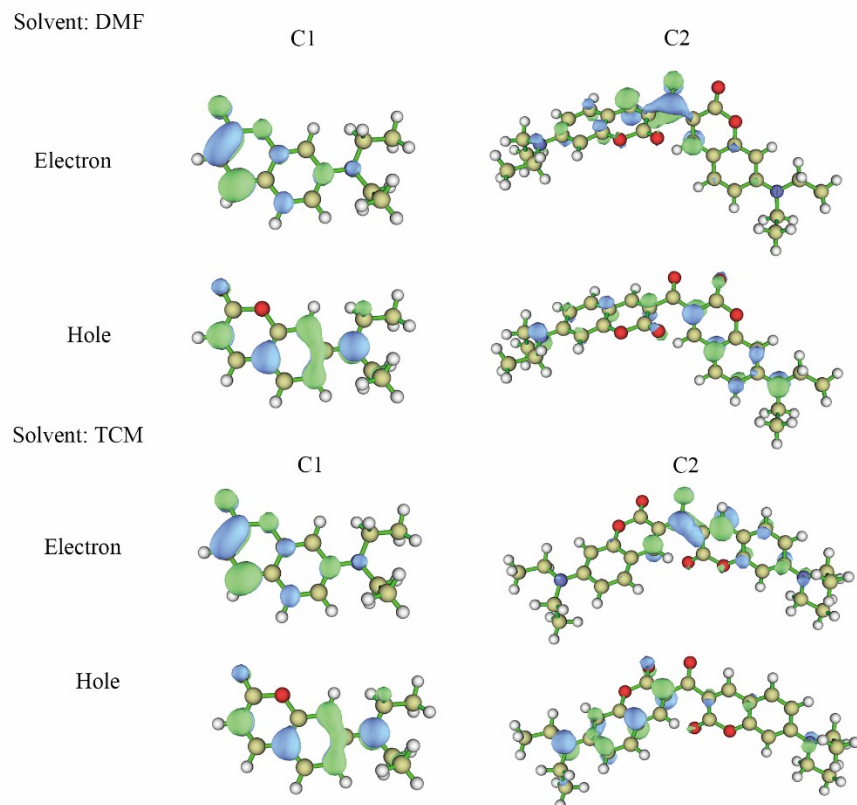 Solvent: DMF
C1 C2
Electron
Hole
Solvent: TCM
C1 C2
Electron
Hole